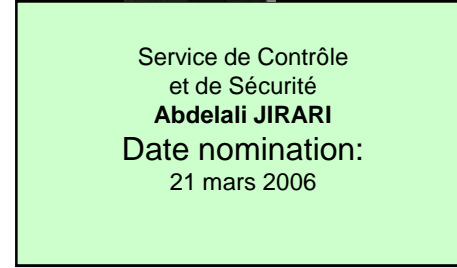 Service de Contrôle
et de Sécurité
Abdelali JIRARI
Date nomination:
21 mars 2006